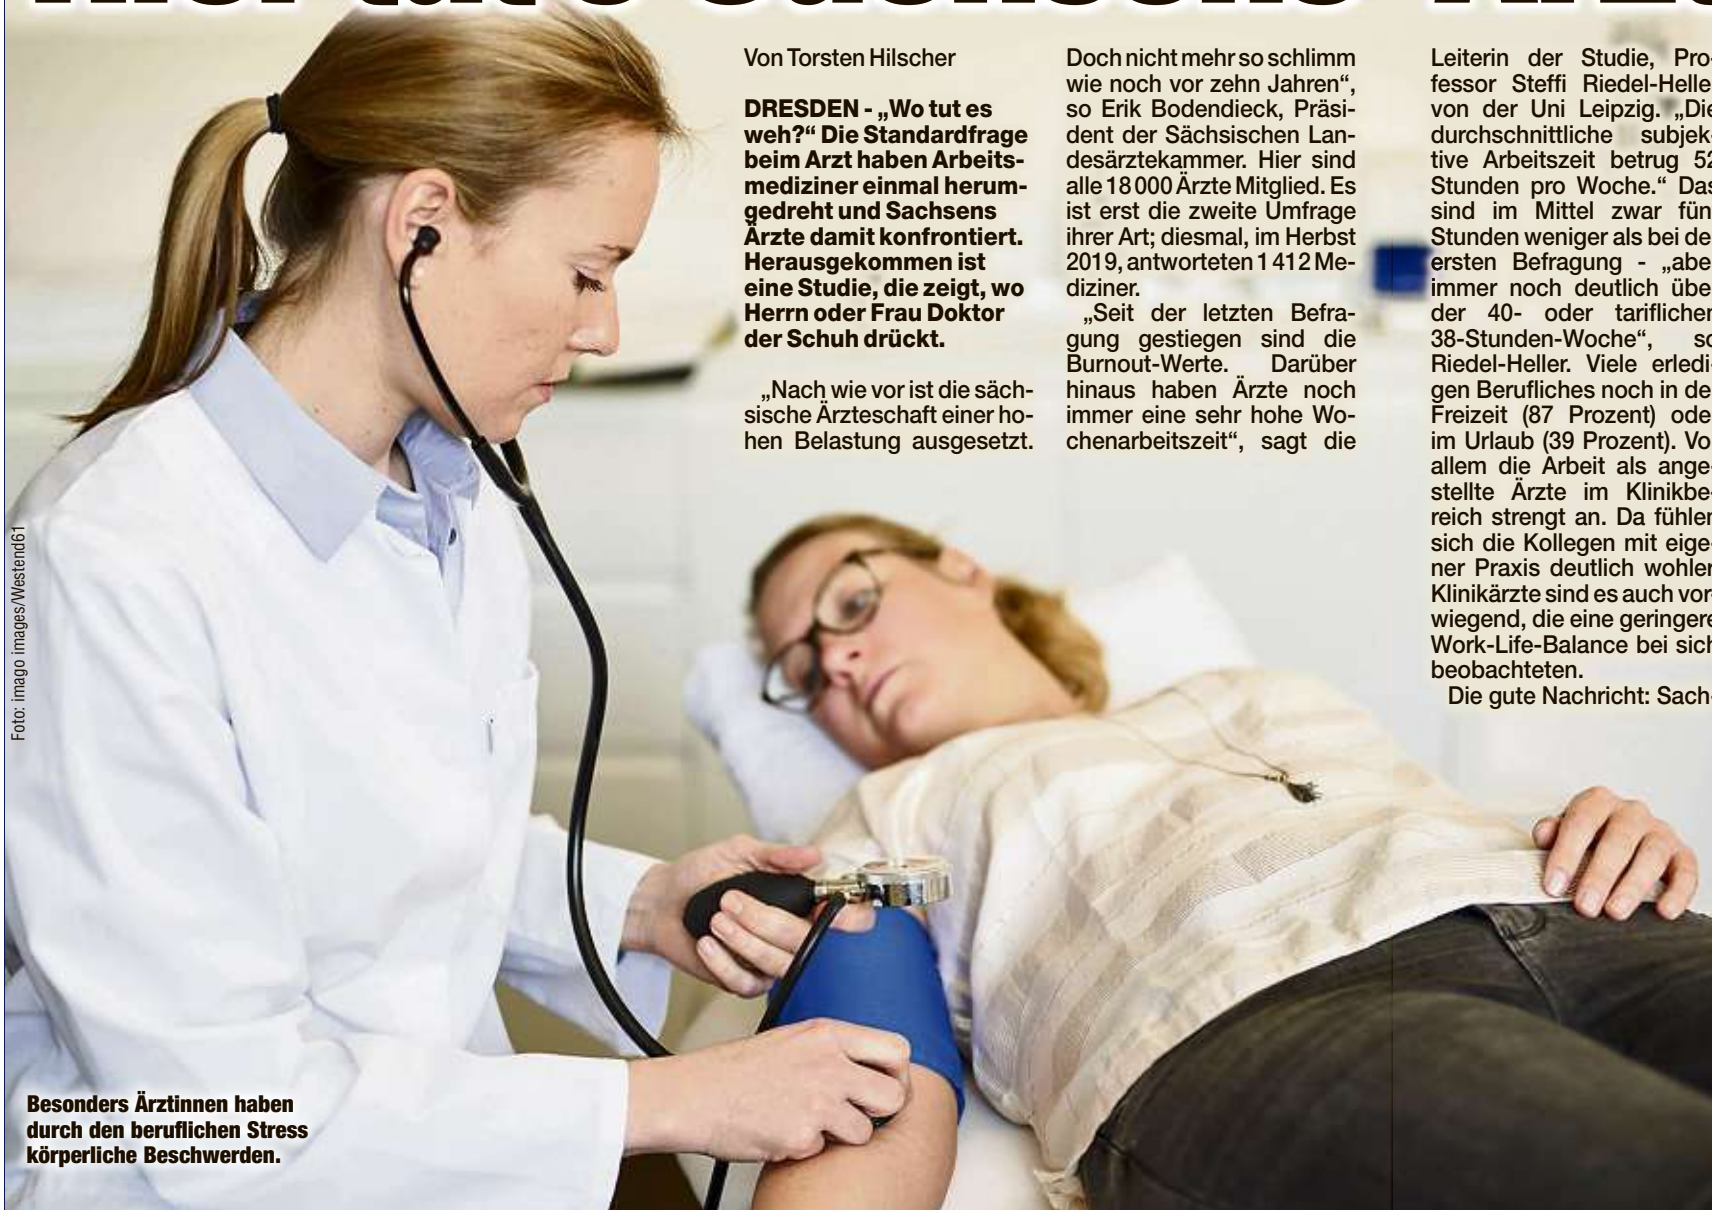 Von Torsten Hilscher
DRESDEN - „Wo tut es
weh?“ Die Standardfrage
beim Arzt haben Arbeits-
mediziner einmal herum-
gedreht und Sachsens
Ärzte damit konfrontiert.
Herausgekommen ist
eine Studie, die zeigt, wo
Herrn oder Frau Doktor
der Schuh drückt.
„Nach wie vor ist die säch-
sische Ärzteschaft einer ho-
hen Belastung ausgesetzt.
Doch nicht mehr so schlimm
wie noch vor zehn Jahren“,
so Erik Bodendieck, Präsi-
dent der Sächsischen Lan-
desärztekammer. Hier sind
alle 18 000 Ärzte Mitglied. Es
ist erst die zweite Umfrage
ihrer Art; diesmal, im Herbst
2019, antworteten 1 412 Me-
diziner.
„Seit der letzten Befra-
gung gestiegen sind die
Burnout-Werte. Darüber
hinaus haben Ärzte noch
immer eine sehr hohe Wo-
chenarbeitszeit“, sagt die
Leiterin der Studie, Pro-
fessor Steffi Riedel-Helle
von der Uni Leipzig. „Die
durchschnittliche subjek-
tive Arbeitszeit betrug 52
Stunden pro Woche.“ Das
sind im Mittel zwar fün
Stunden weniger als bei de
ersten Befragung - „abe
immer noch deutlich übe
der 40- oder tariflichen
38-Stunden-Woche“, so
Riedel-Heller. Viele erledi-
gen Berufliches noch in de
Freizeit (87 Prozent) ode
im Urlaub (39 Prozent). Vo
allem die Arbeit als ange-
stellte Ärzte im Klinikbe-
reich strengt an. Da fühlen
sich die Kollegen mit eige-
ner Praxis deutlich wohler
Klinikärzte sind es auch vor-
wiegend, die eine geringere
Work-Life-Balance bei sich
beobachteten.
Die gute Nachricht: Sach-
Foto: imago images/Westend61
Besonders Ärztinnen haben
durch den beruflichen Stress
körperliche Beschwerden.